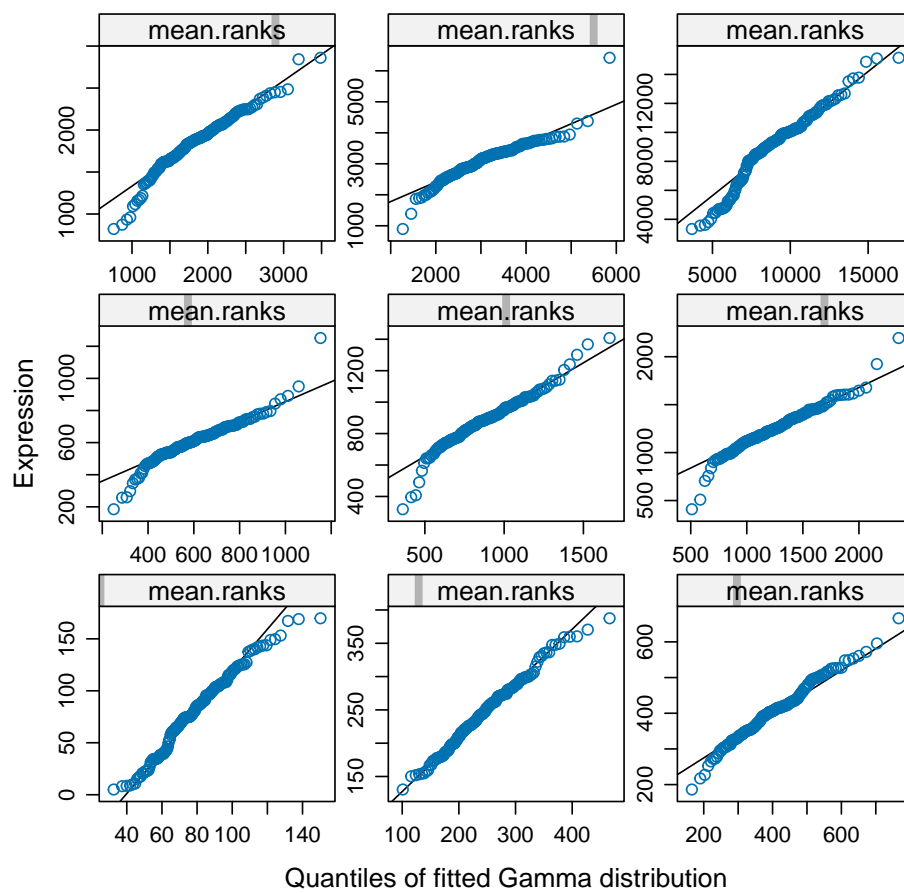 mean.ranks mean.ranks mean.ranks
1000 2000
1000 3000 5000
4000 8000 12000
1000 2000 3000
2000 4000 6000
5000 10000 15000
mean.ranks mean.ranks mean.ranks
200 600 1000
400 800 1200
500 1000 2000
400 600 800 1000
500 1000 1500
500 1000 1500 2000
mean.ranks mean.ranks mean.ranks
0 50 100 150
150 250 350
200 400 600
40 60 80 100 140
100 200 300 400
200 400 600
Expression
Quantiles of fitted Gamma distribution